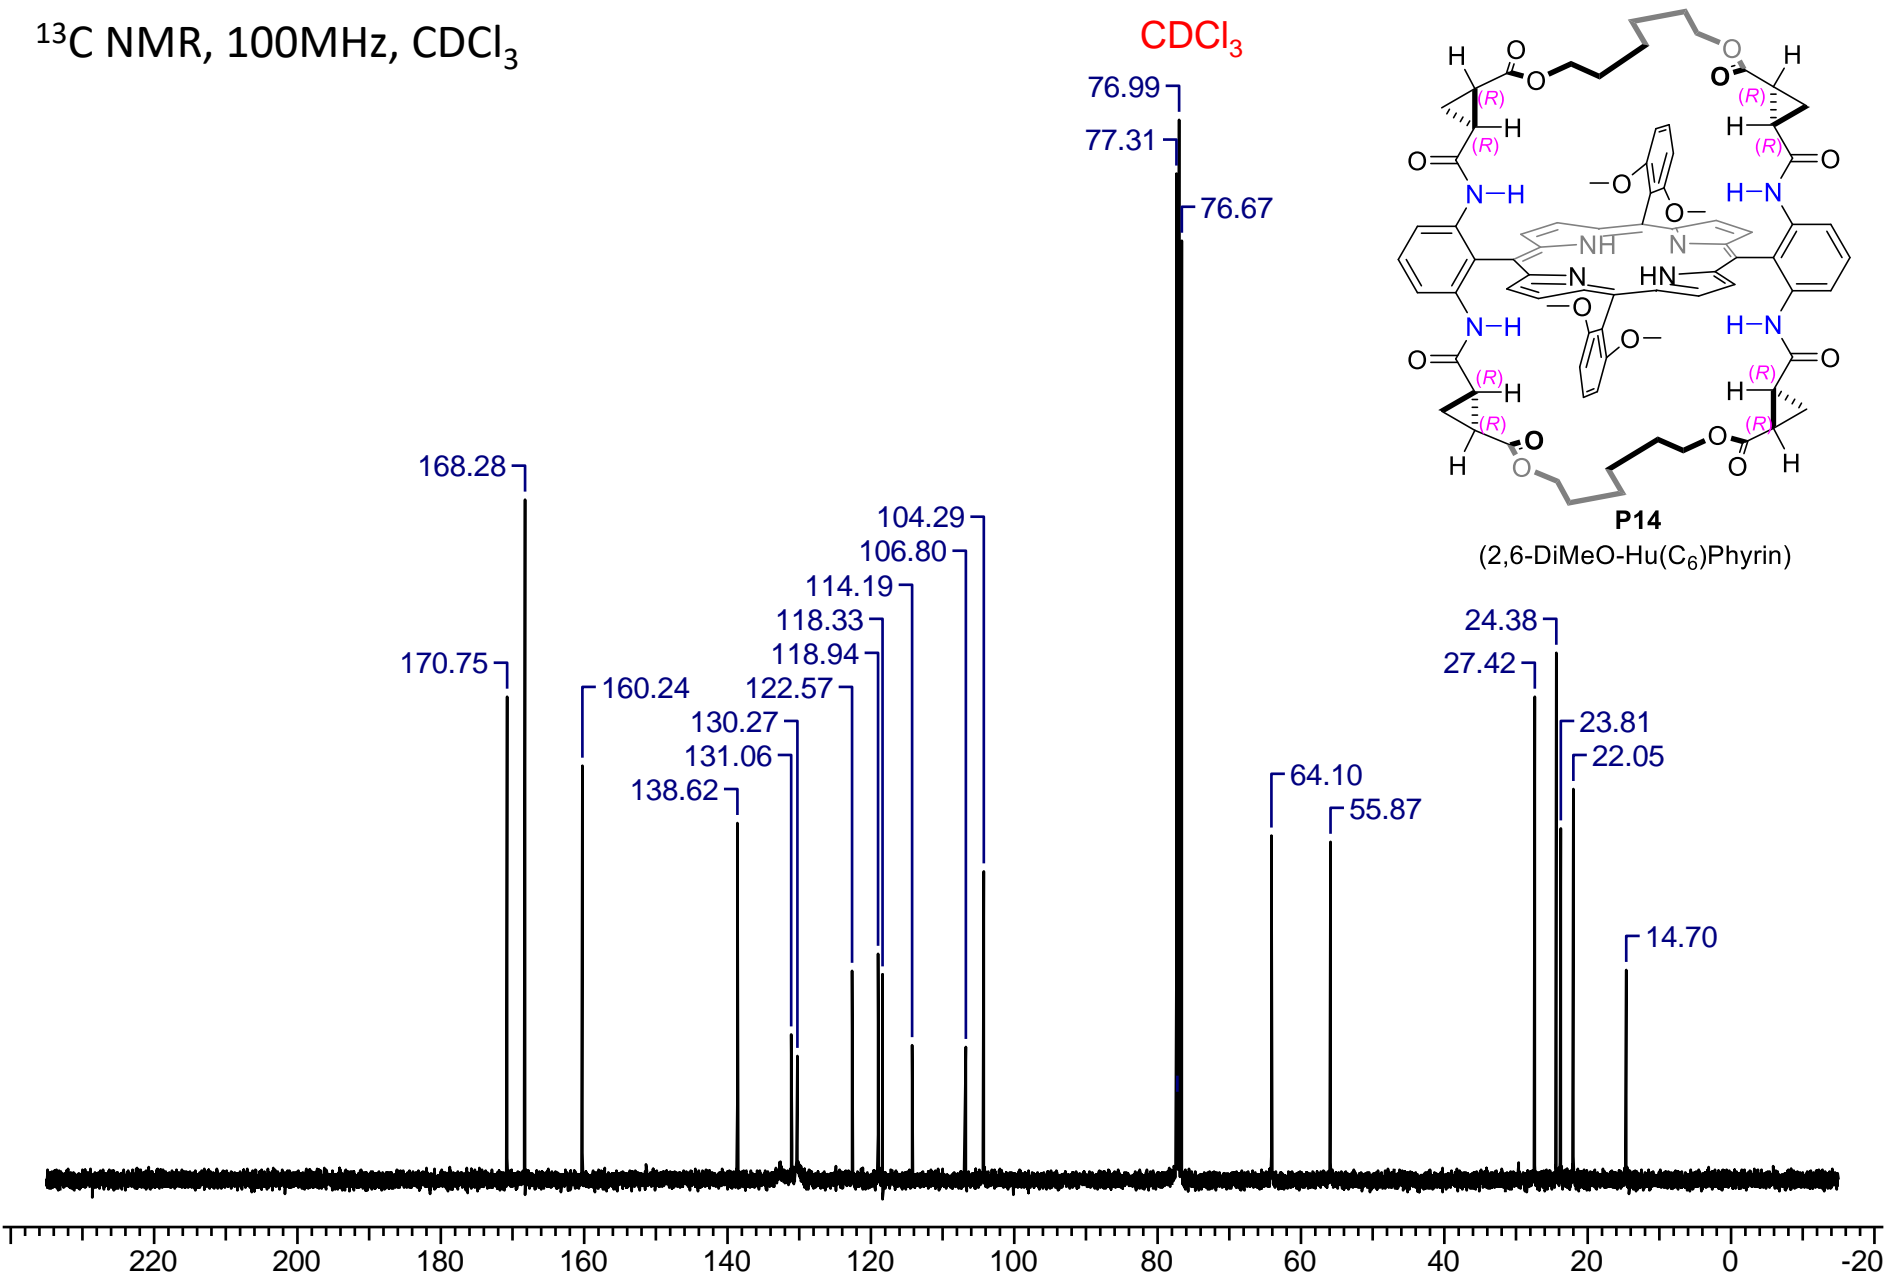 ¹³C NMR, 100MHz, CDCl₃
CDCl₃
76.99
77.31
76.67
168.28
170.75
160.24
104.29
106.80
114.19
118.33
118.94
122.57
130.27
131.06
138.62
64.10
55.87
24.38
27.42
23.81
22.05
14.70
H O O O O H
(R) (R)
H H
(R) (R)
O O
N–H O H–N
O
NH N
N HN
O
N–H O H–N
O O
(R) (R)
H H
(R) (R)
H O O O O H
P14
(2,6-DiMeO-Hu(C₆)Phyrin)
220 200 180 160 140 120 100 80 60 40 20 0 -20